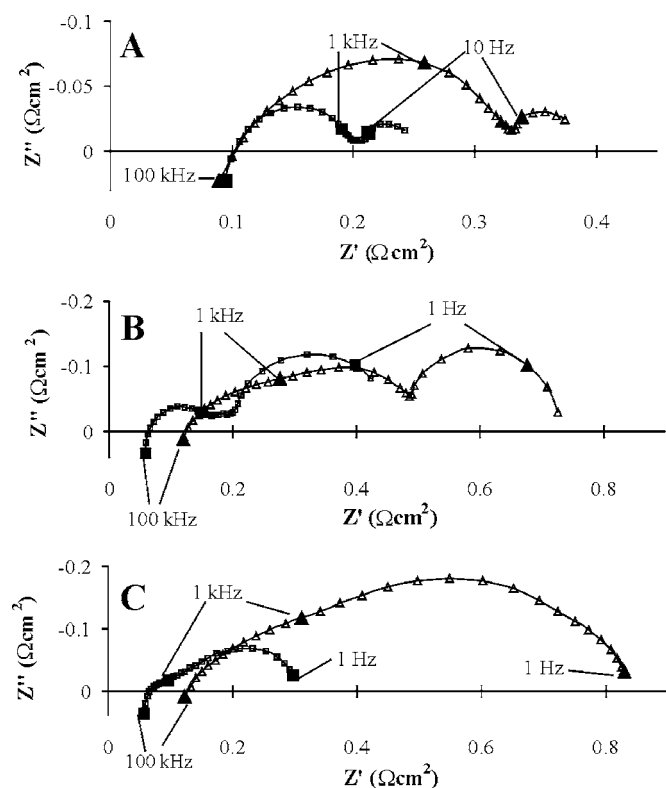 A
-0.1
-0.05
0
Z'' (Ωcm²)
1 kHz
10 Hz
100 kHz
0 0.1 0.2 0.3 0.4
Z' (Ωcm²)
B
-0.2
-0.1
0
Z'' (Ωcm²)
1 kHz
1 Hz
100 kHz
0 0.2 0.4 0.6 0.8
Z' (Ωcm²)
C
-0.2
-0.1
0
Z'' (Ωcm²)
1 kHz
1 Hz
1 Hz
100 kHz
0 0.2 0.4 0.6 0.8
Z' (Ωcm²)